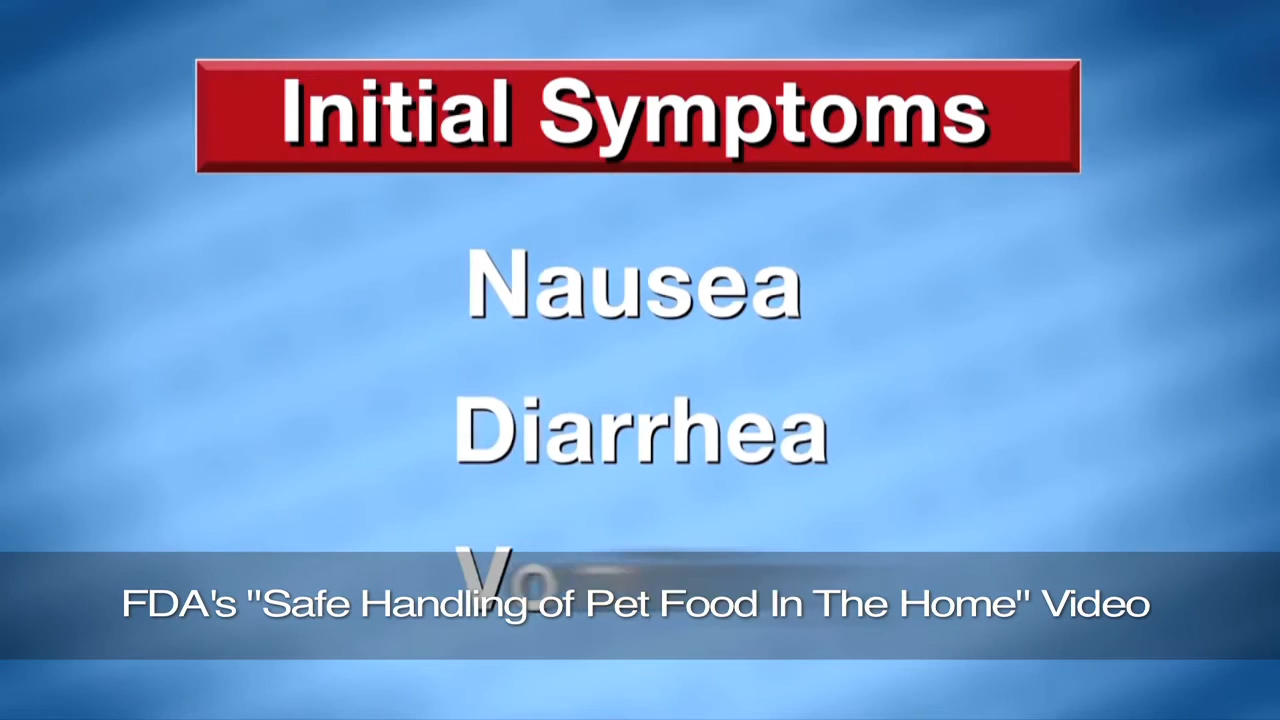 Initial Symptoms
Nausea
Diarrhea
FDA's "Safe Handling of Pet Food In The Home" Video